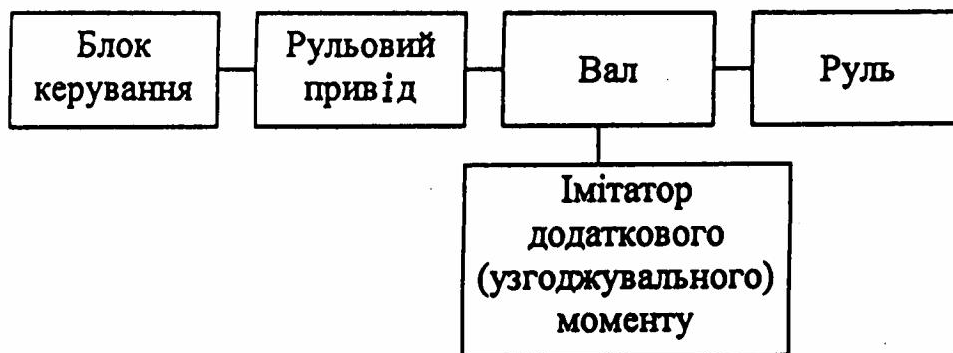 Блок
керування
Рульовий
привід
Вал
Руль
Імітатор
додаткового
(узгоджувального)
моменту